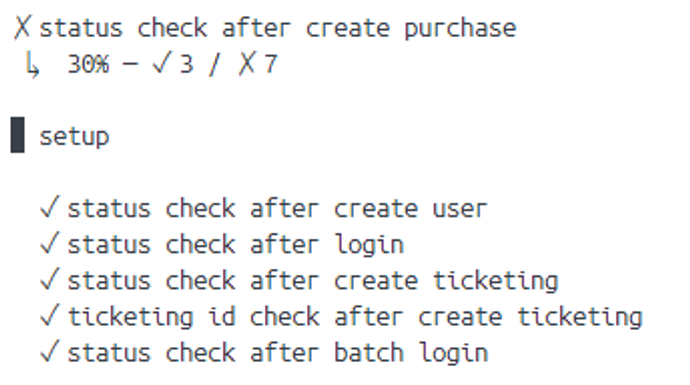 ✗ status check after create purchase
↳ 30% — ✓ 3 / ✗ 7
█ setup
✓ status check after create user
✓ status check after login
✓ status check after create ticketing
✓ ticketing id check after create ticketing
✓ status check after batch login